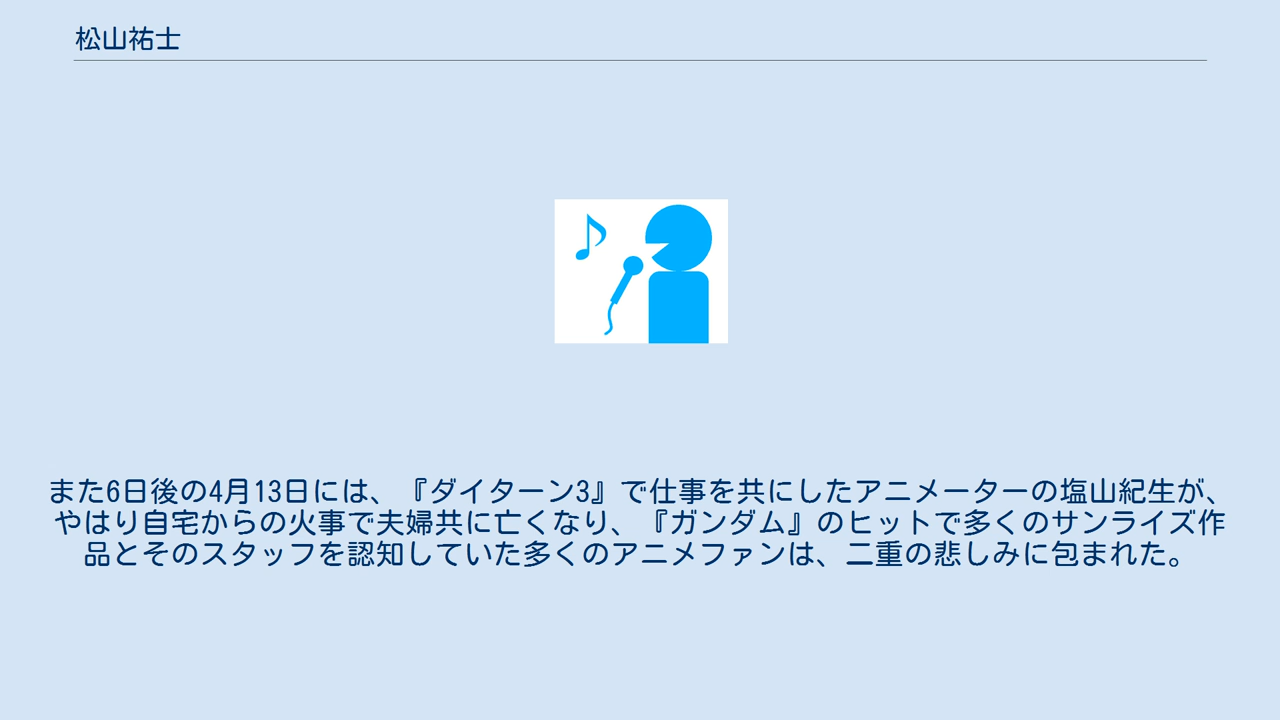 松山祐士
また6日後の4月13日には、『ダイターン3』で仕事を共にしたアニメーターの塩山紀生が、
やはり自宅からの火事で夫婦共に亡くなり、『ガンダム』のヒットで多くのサンライズ作
品とそのスタッフを認知していた多くのアニメファンは、二重の悲しみに包まれた。